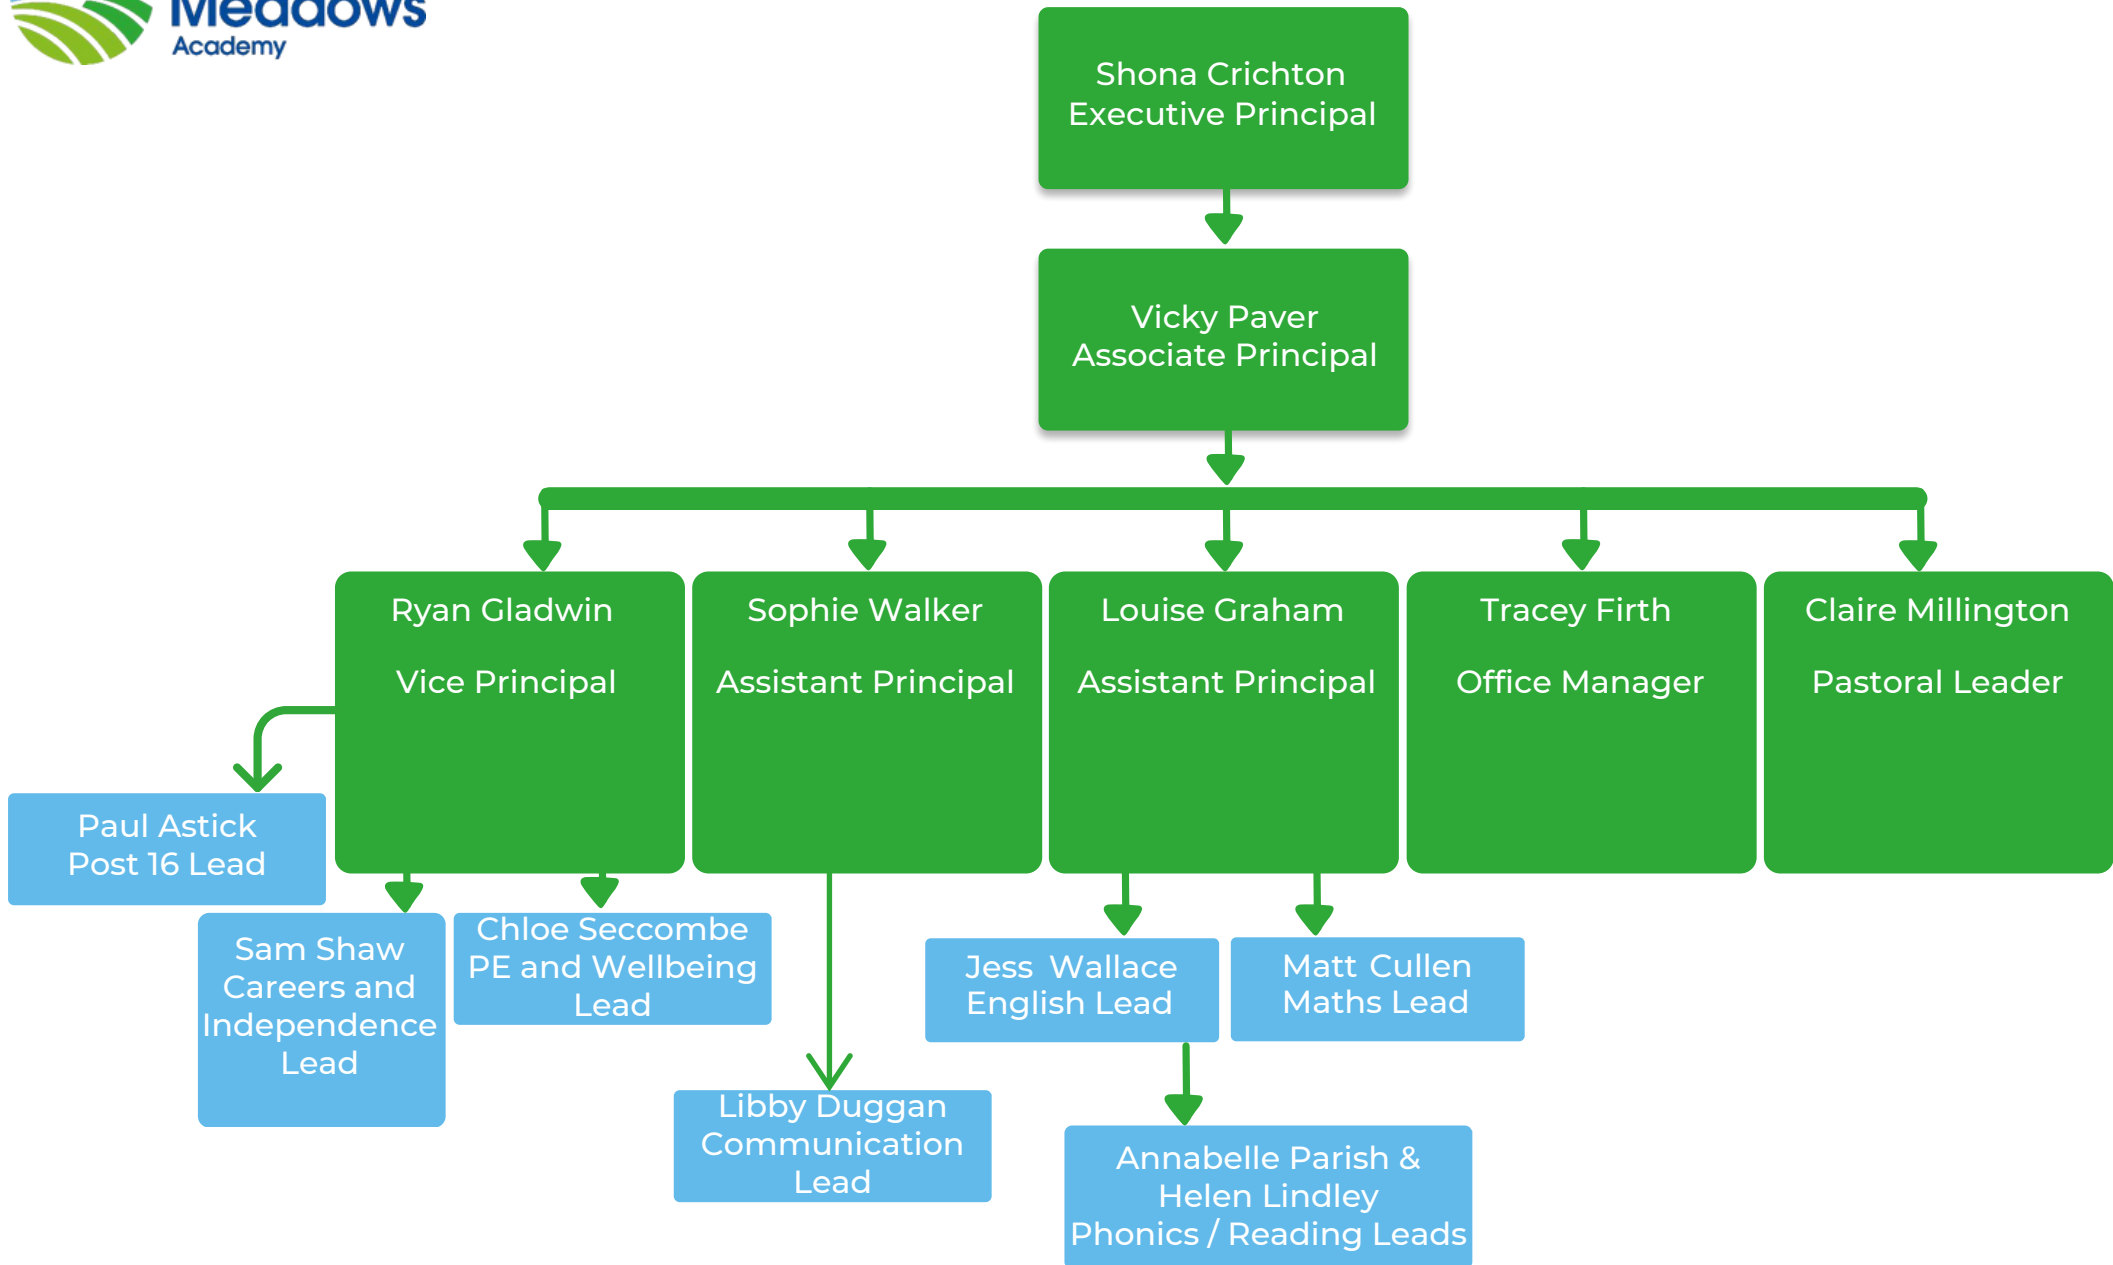 Meadows
Academy
Shona Crichton
Executive Principal
Vicky Paver
Associate Principal
Ryan Gladwin
Vice Principal
Sophie Walker
Assistant Principal
Louise Graham
Assistant Principal
Tracey Firth
Office Manager
Claire Millington
Pastoral Leader
Paul Astick
Post 16 Lead
Sam Shaw
Careers and
Independence
Lead
Chloe Seccombe
PE and Wellbeing
Lead
Libby Duggan
Communication
Lead
Jess Wallace
English Lead
Matt Cullen
Maths Lead
Annabelle Parish &
Helen Lindley
Phonics / Reading Leads